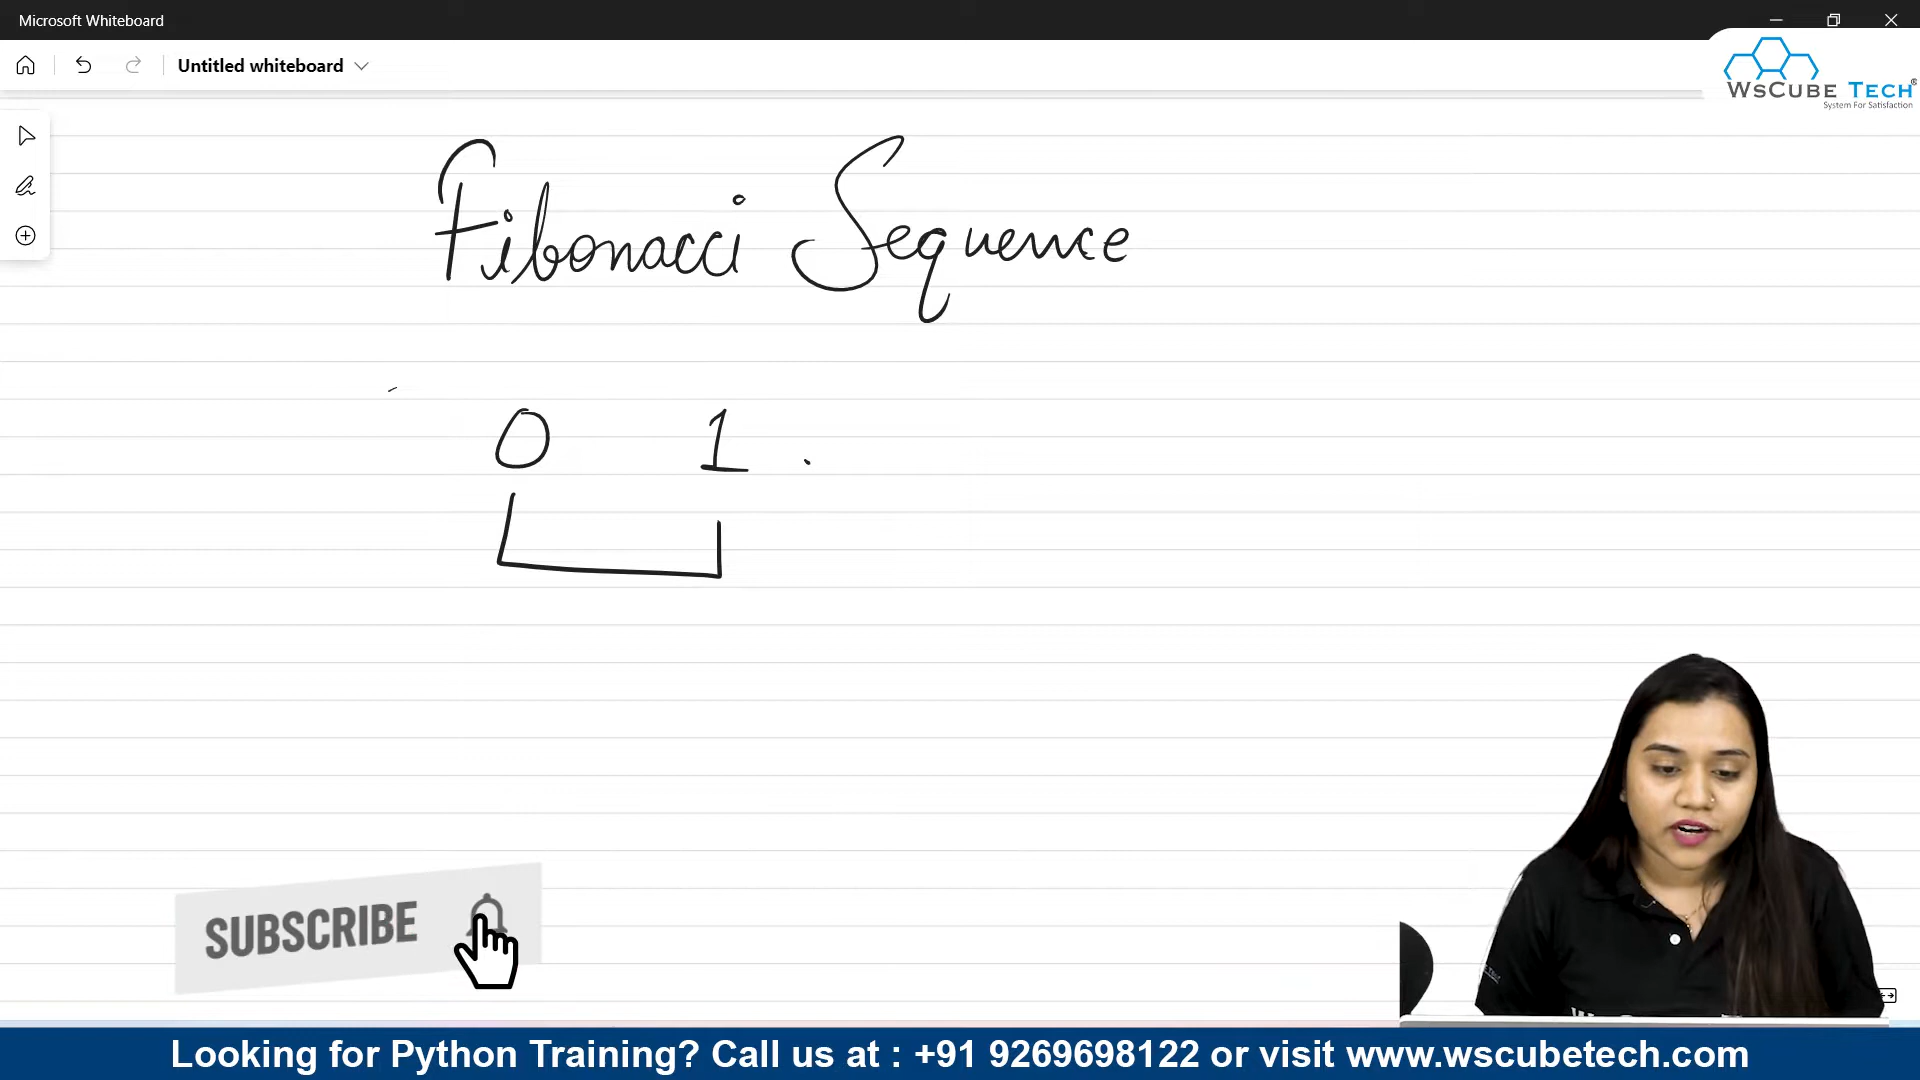 Microsoft Whiteboard
Untitled whiteboard
WsCube Tech
System For Satisfaction
Fibonacci Sequence
0 1 .
SUBSCRIBE
Looking for Python Training? Call us at : +91 9269698122 or visit www.wscubetech.com